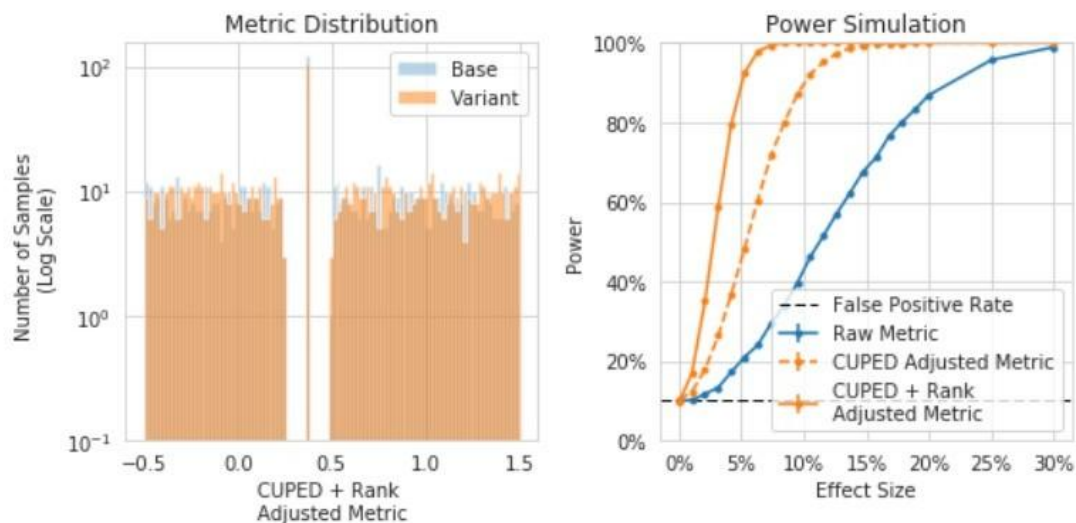 Metric Distribution
10²
10¹
10⁰
10⁻¹
Number of Samples
(Log Scale)
Base
Variant
−0.5
0.0
0.5
1.0
1.5
CUPED + Rank
Adjusted Metric
Power Simulation
100%
80%
60%
40%
20%
0%
Power
False Positive Rate
Raw Metric
CUPED Adjusted Metric
CUPED + Rank
Adjusted Metric
0%
5%
10%
15%
20%
25%
30%
Effect Size